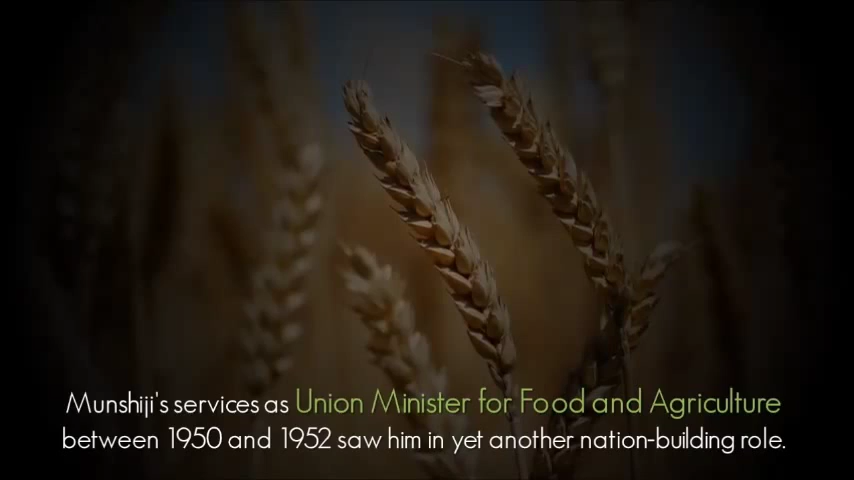 Munshiji's services as Union Minister for Food and Agriculture
between 1950 and 1952 saw him in yet another nation-building role.